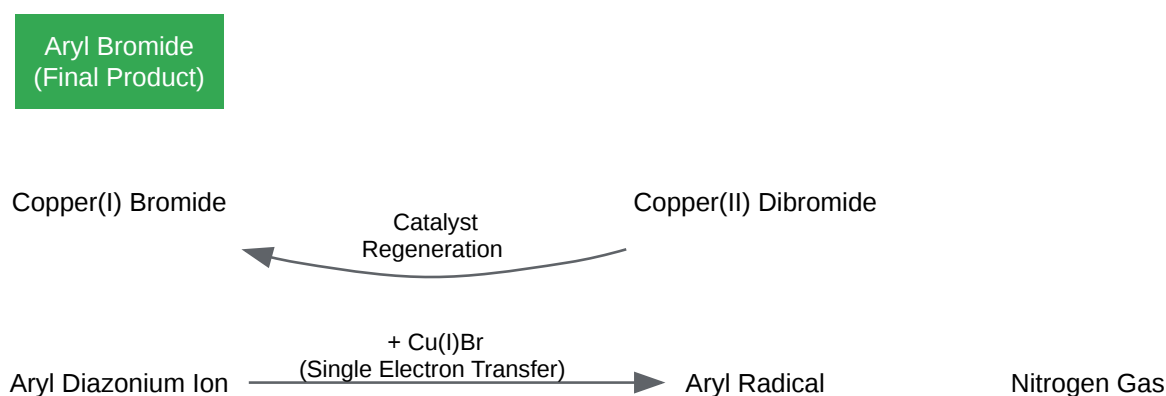 Aryl Bromide
(Final Product)
Copper(I) Bromide
Copper(II) Dibromide
Catalyst
Regeneration
+ Cu(I)Br
(Single Electron Transfer)
Aryl Diazonium Ion
Aryl Radical
Nitrogen Gas